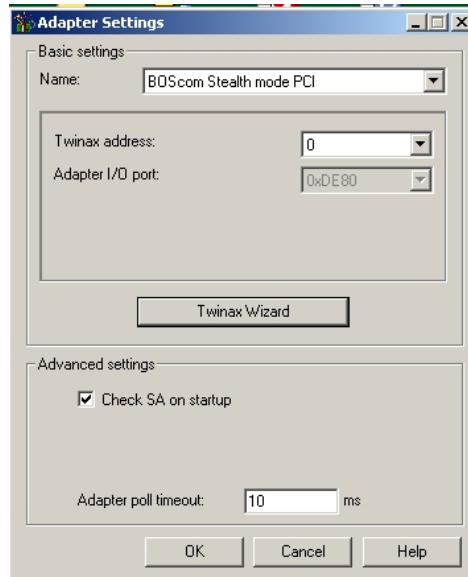 Adapter Settings
Basic settings
Name: BOScom Stealth mode PCI
Twinax address: 0
Adapter I/O port: 0xDE80
Twinax Wizard
Advanced settings
Check SA on startup
Adapter poll timeout: 10 ms
OK Cancel Help